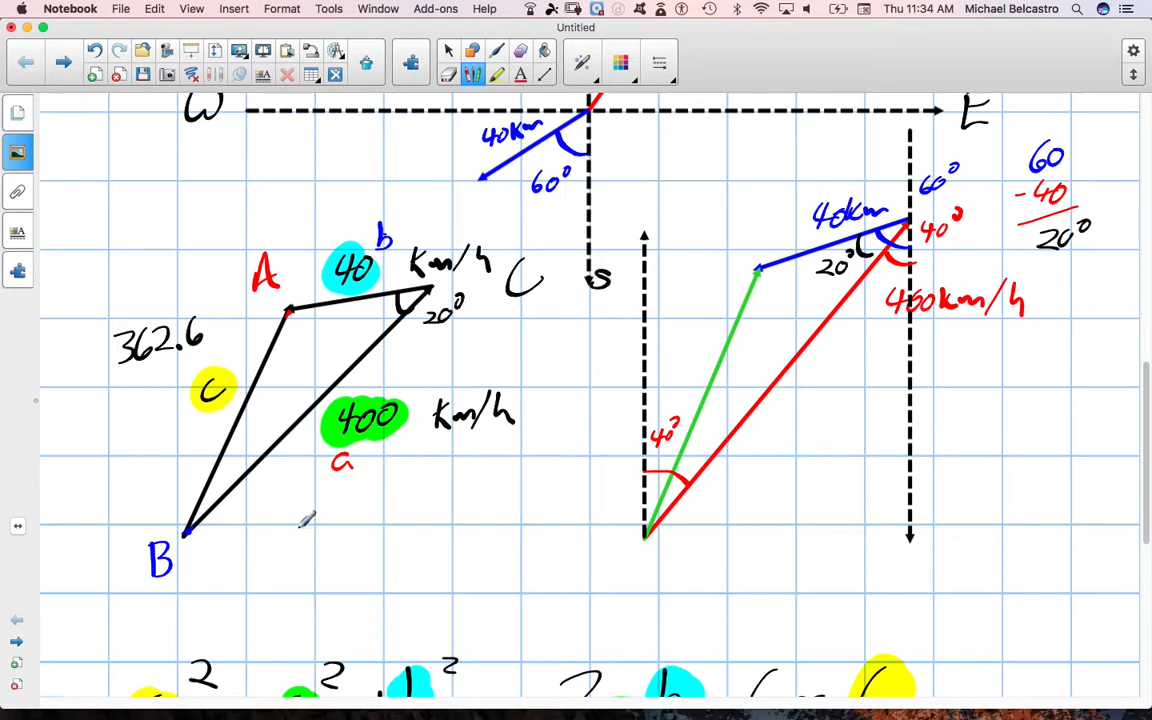 Notebook File Edit View Insert Format Tools Window Add-ons Help Thu 11:34 AM Michael Belcastro
Untitled
W
E
S
40km
60°
40km
60°
40°
20°
400km/h
40°
60
-40
20°
A
b
40 km/h
C
20°
362.6
c
400 km/h
a
B